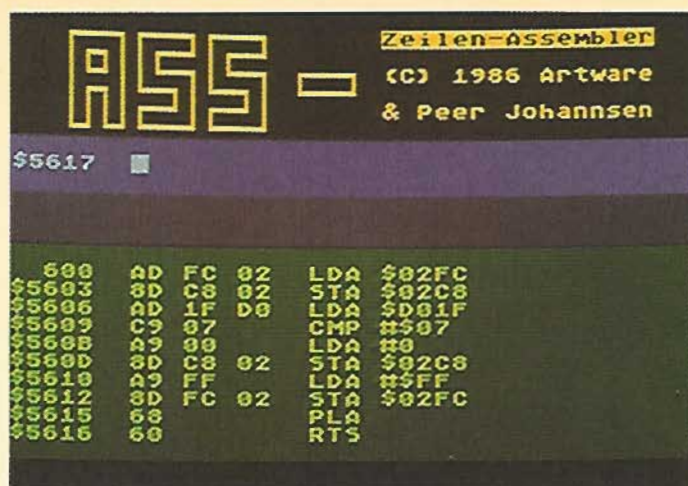 ASS -
Zeilen-Assembler
(C) 1986 Artware
& Peer Johannsen
$5617
600 AD FC 02 LDA $02FC
$5603 8D C8 02 STA $02C8
$5606 AD 1F D0 LDA $D01F
$5609 C9 07 CMP #$07
$560B A9 00 LDA #0
$560D 8D C8 02 STA $02C8
$5610 A9 FF LDA #$FF
$5612 8D FC 02 STA $02FC
$5615 68 PLA
$5616 60 RTS